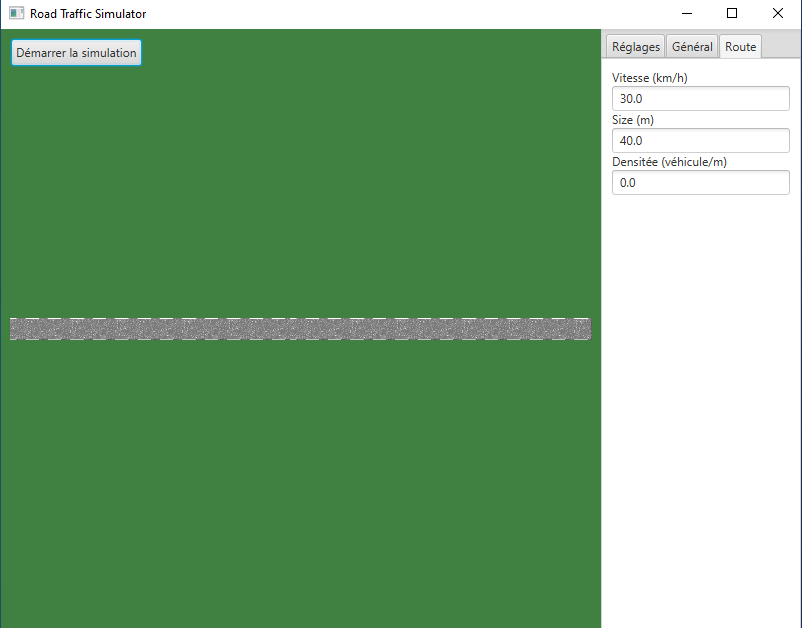 Road Traffic Simulator
Démarrer la simulation
Réglages Général Route
Vitesse (km/h)
30.0
Size (m)
40.0
Densitée (véhicule/m)
0.0